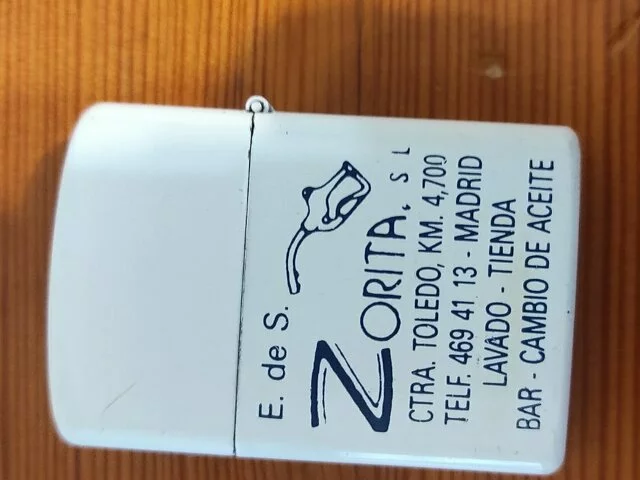 E. de S.
ZORITA, S L
CTRA. TOLEDO, KM. 4,700
TELF. 469 41 13 - MADRID
LAVADO - TIENDA
BAR - CAMBIO DE ACEITE